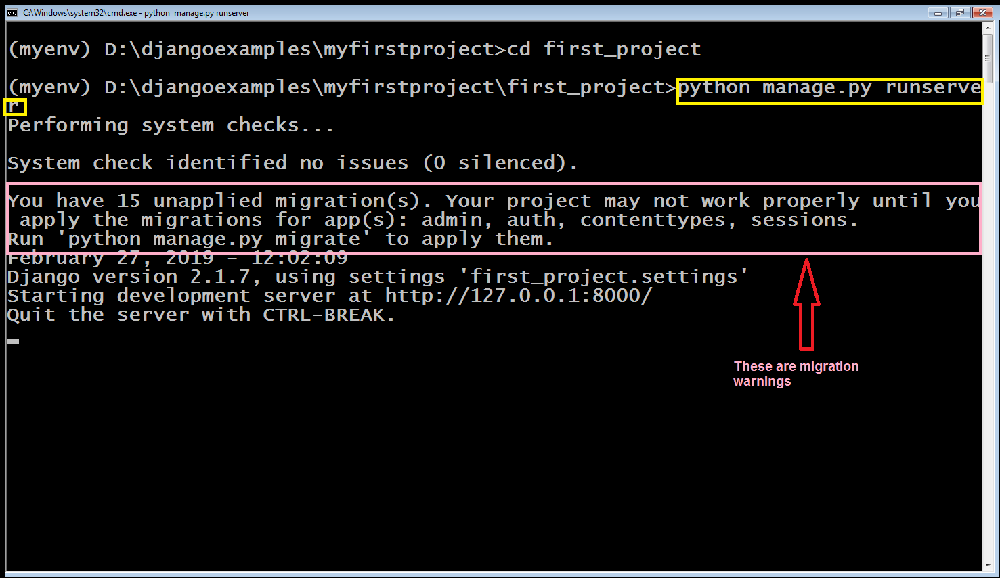 C:\Windows\system32\cmd.exe - python  manage.py runserver
(myenv) D:\djangoexamples\myfirstproject>cd first_project
(myenv) D:\djangoexamples\myfirstproject\first_project>python manage.py runserve
r
Performing system checks...
System check identified no issues (0 silenced).
You have 15 unapplied migration(s). Your project may not work properly until you
 apply the migrations for app(s): admin, auth, contenttypes, sessions.
Run 'python manage.py migrate' to apply them.
February 27, 2019 - 12:02:09
Django version 2.1.7, using settings 'first_project.settings'
Starting development server at http://127.0.0.1:8000/
Quit the server with CTRL-BREAK.
These are migration
warnings